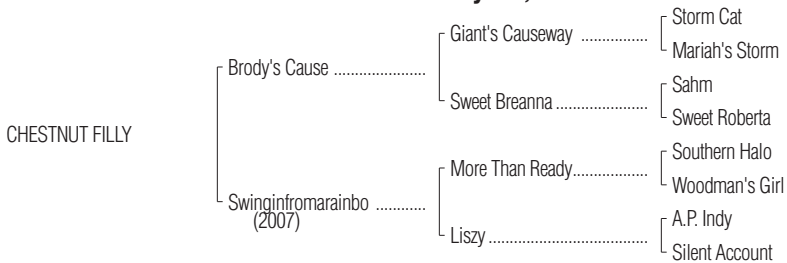 Storm Cat
Giant's Causeway ................
Mariah's Storm
Brody's Cause ......................
Sahm
Sweet Breanna ......................
Sweet Roberta
CHESTNUT FILLY
Southern Halo
More Than Ready..................
Woodman's Girl
Swinginfromarainbo ............
(2007)
A.P. Indy
Liszy ......................................
Silent Account